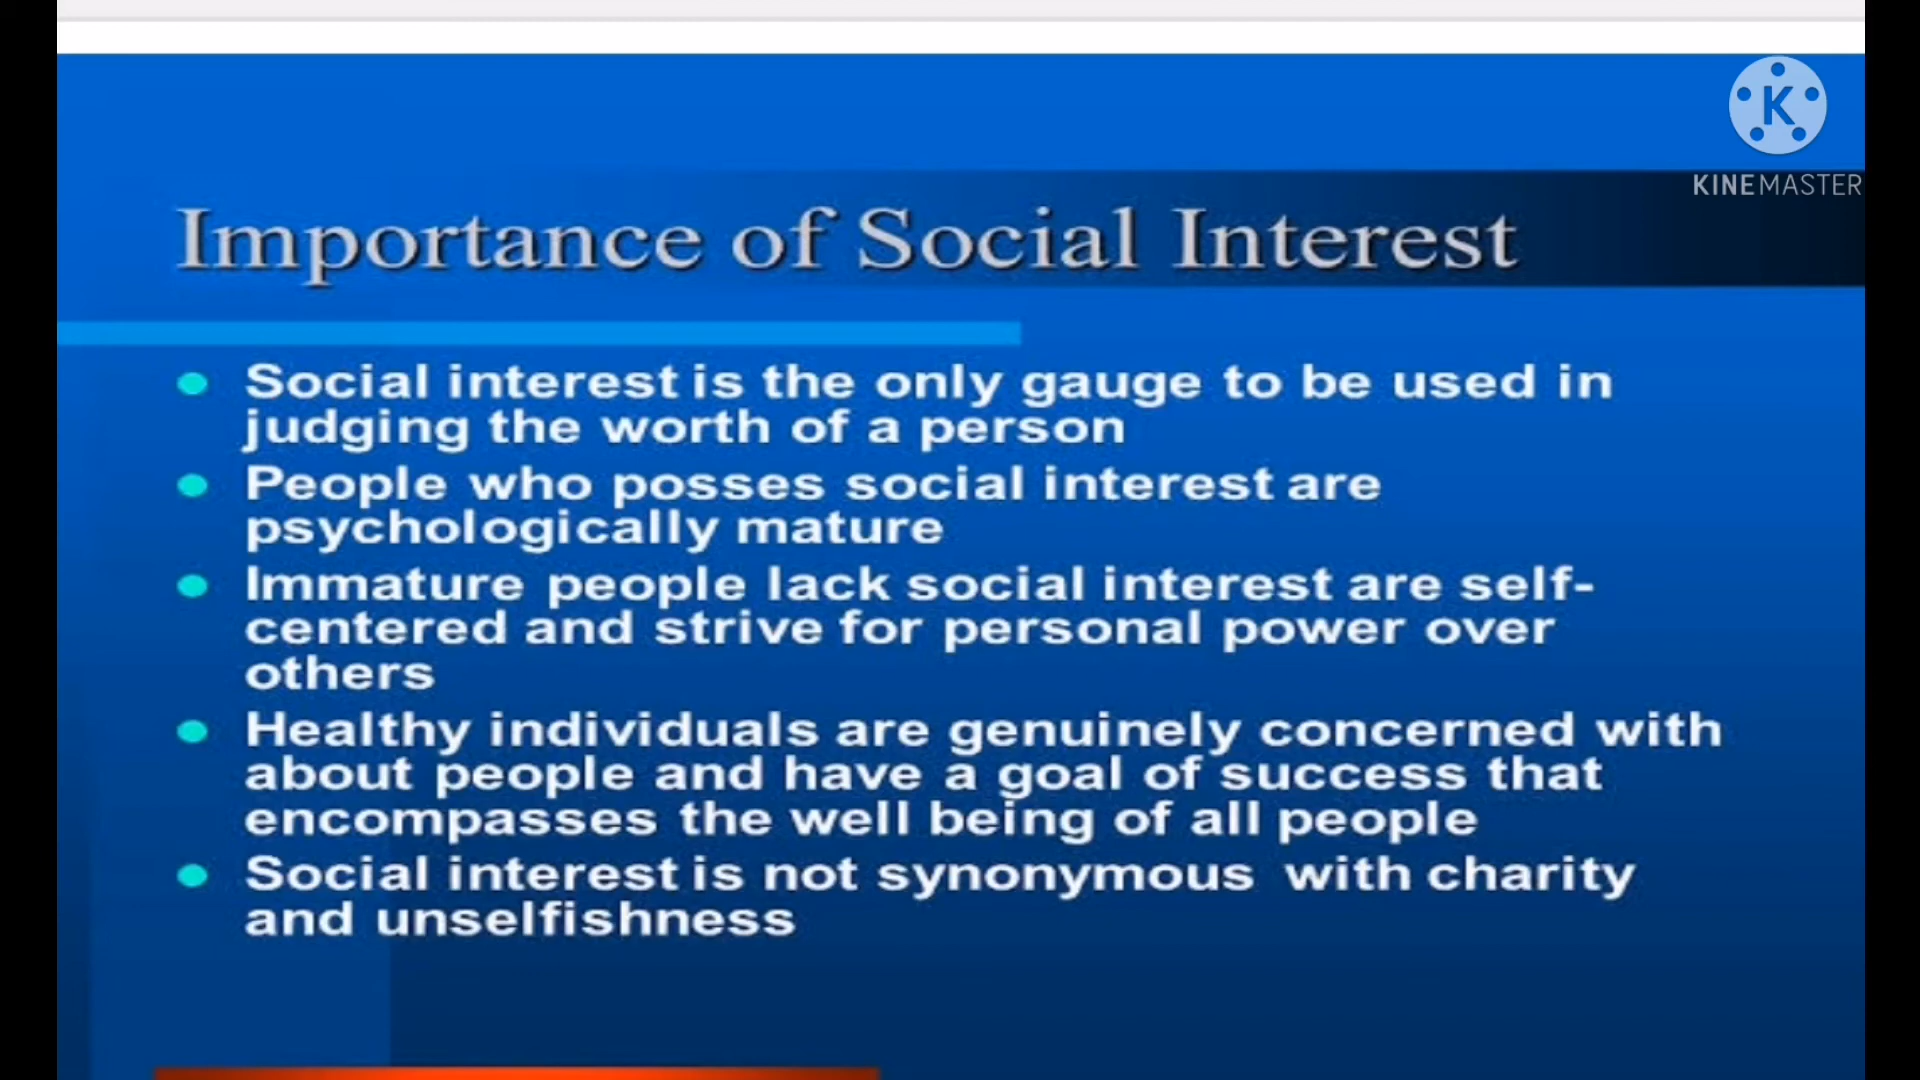 K
KINEMASTER
Importance of Social Interest
Social interest is the only gauge to be used in
judging the worth of a person
People who posses social interest are
psychologically mature
Immature people lack social interest are self-
centered and strive for personal power over
others
Healthy individuals are genuinely concerned with
about people and have a goal of success that
encompasses the well being of all people
Social interest is not synonymous with charity
and unselfishness